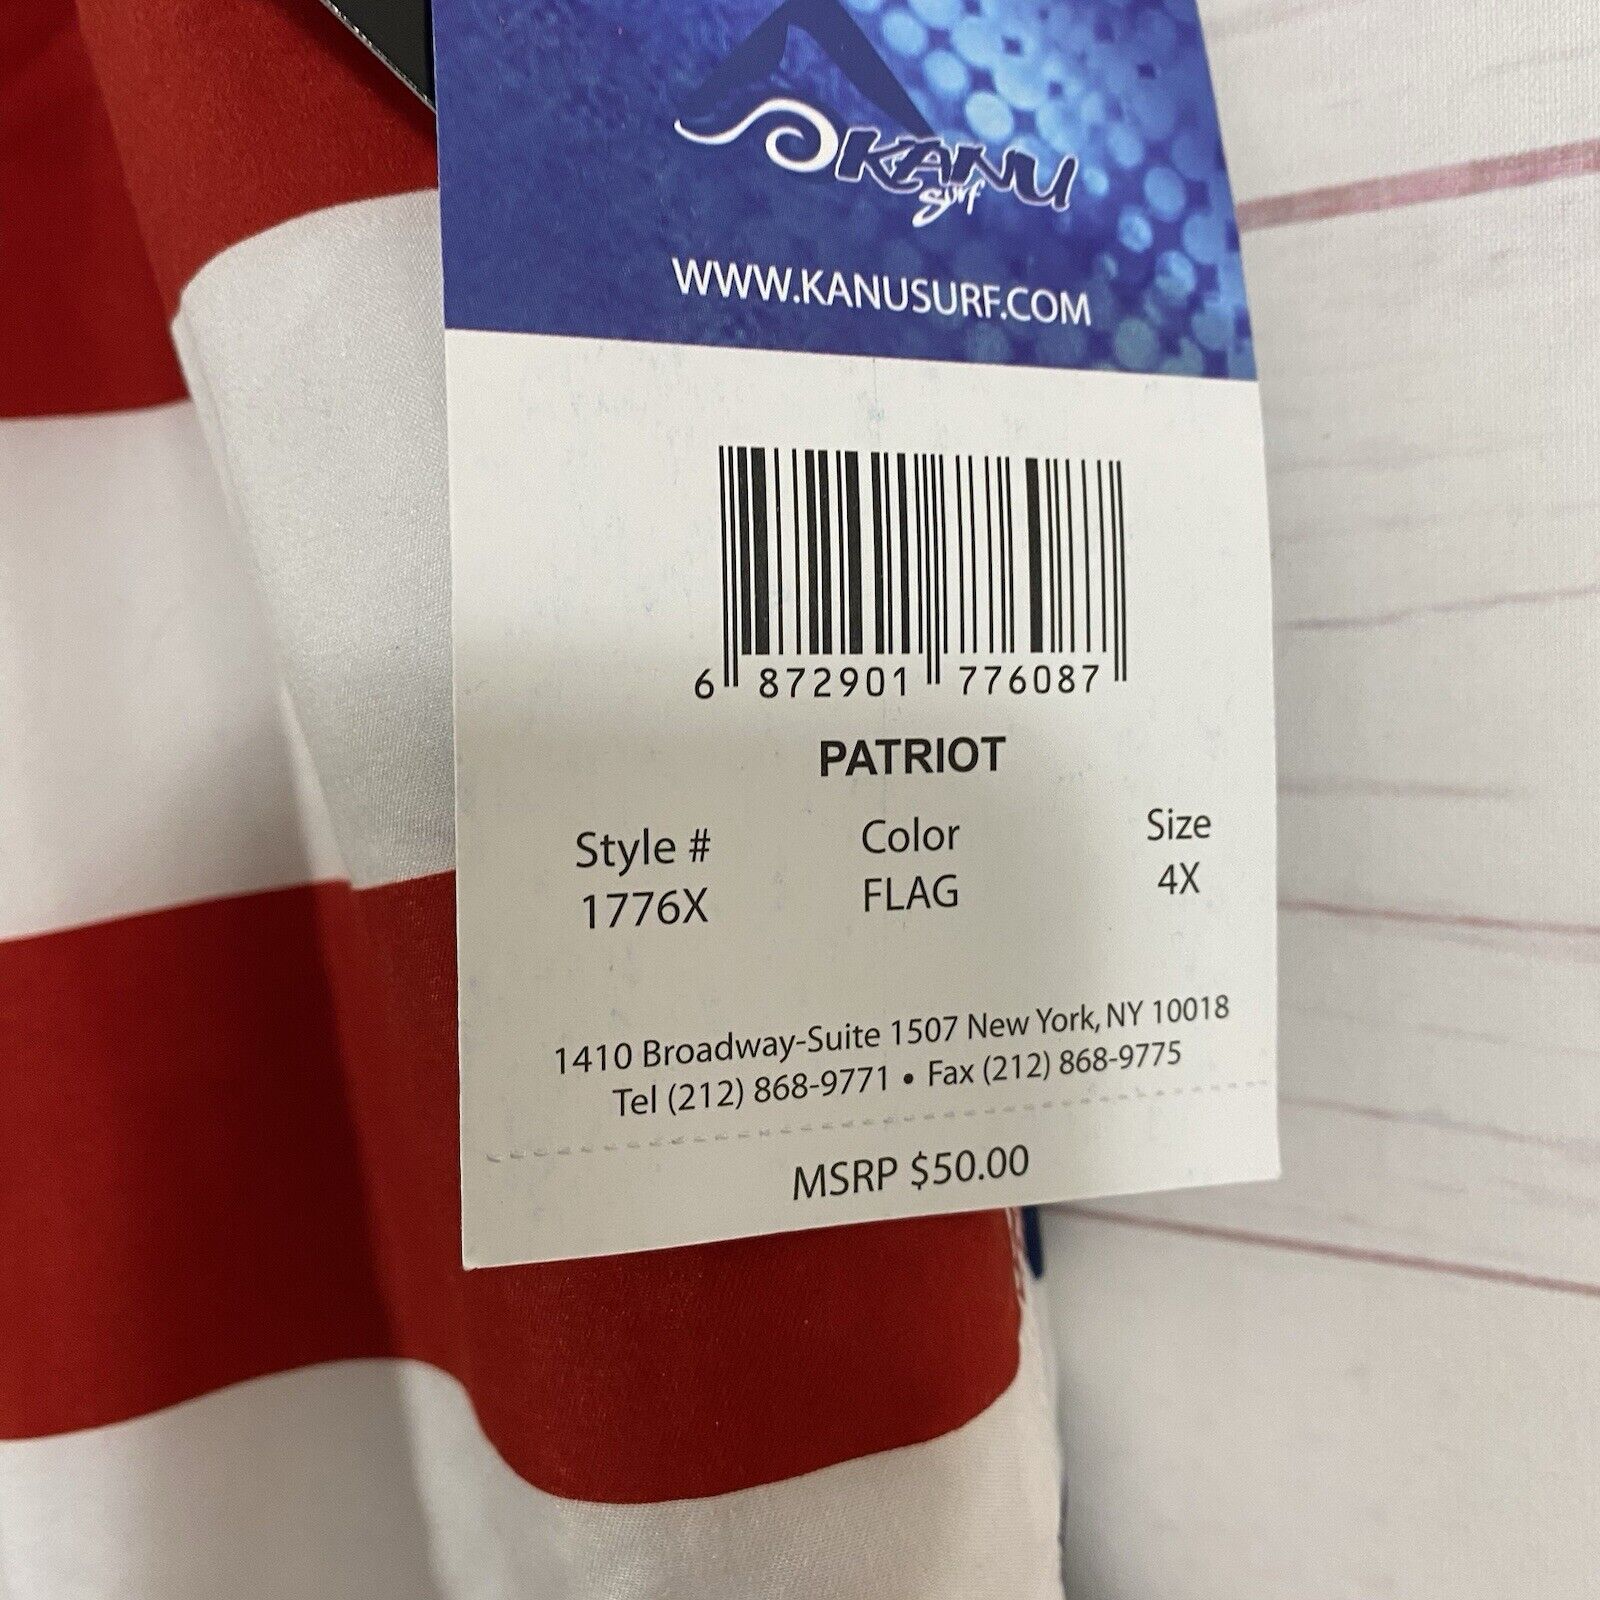 KANU
Surf
WWW.KANUSURF.COM
6 872901 776087
PATRIOT
Style # Color Size
1776X FLAG 4X
1410 Broadway-Suite 1507 New York, NY 10018
Tel (212) 868-9771 • Fax (212) 868-9775
MSRP $50.00